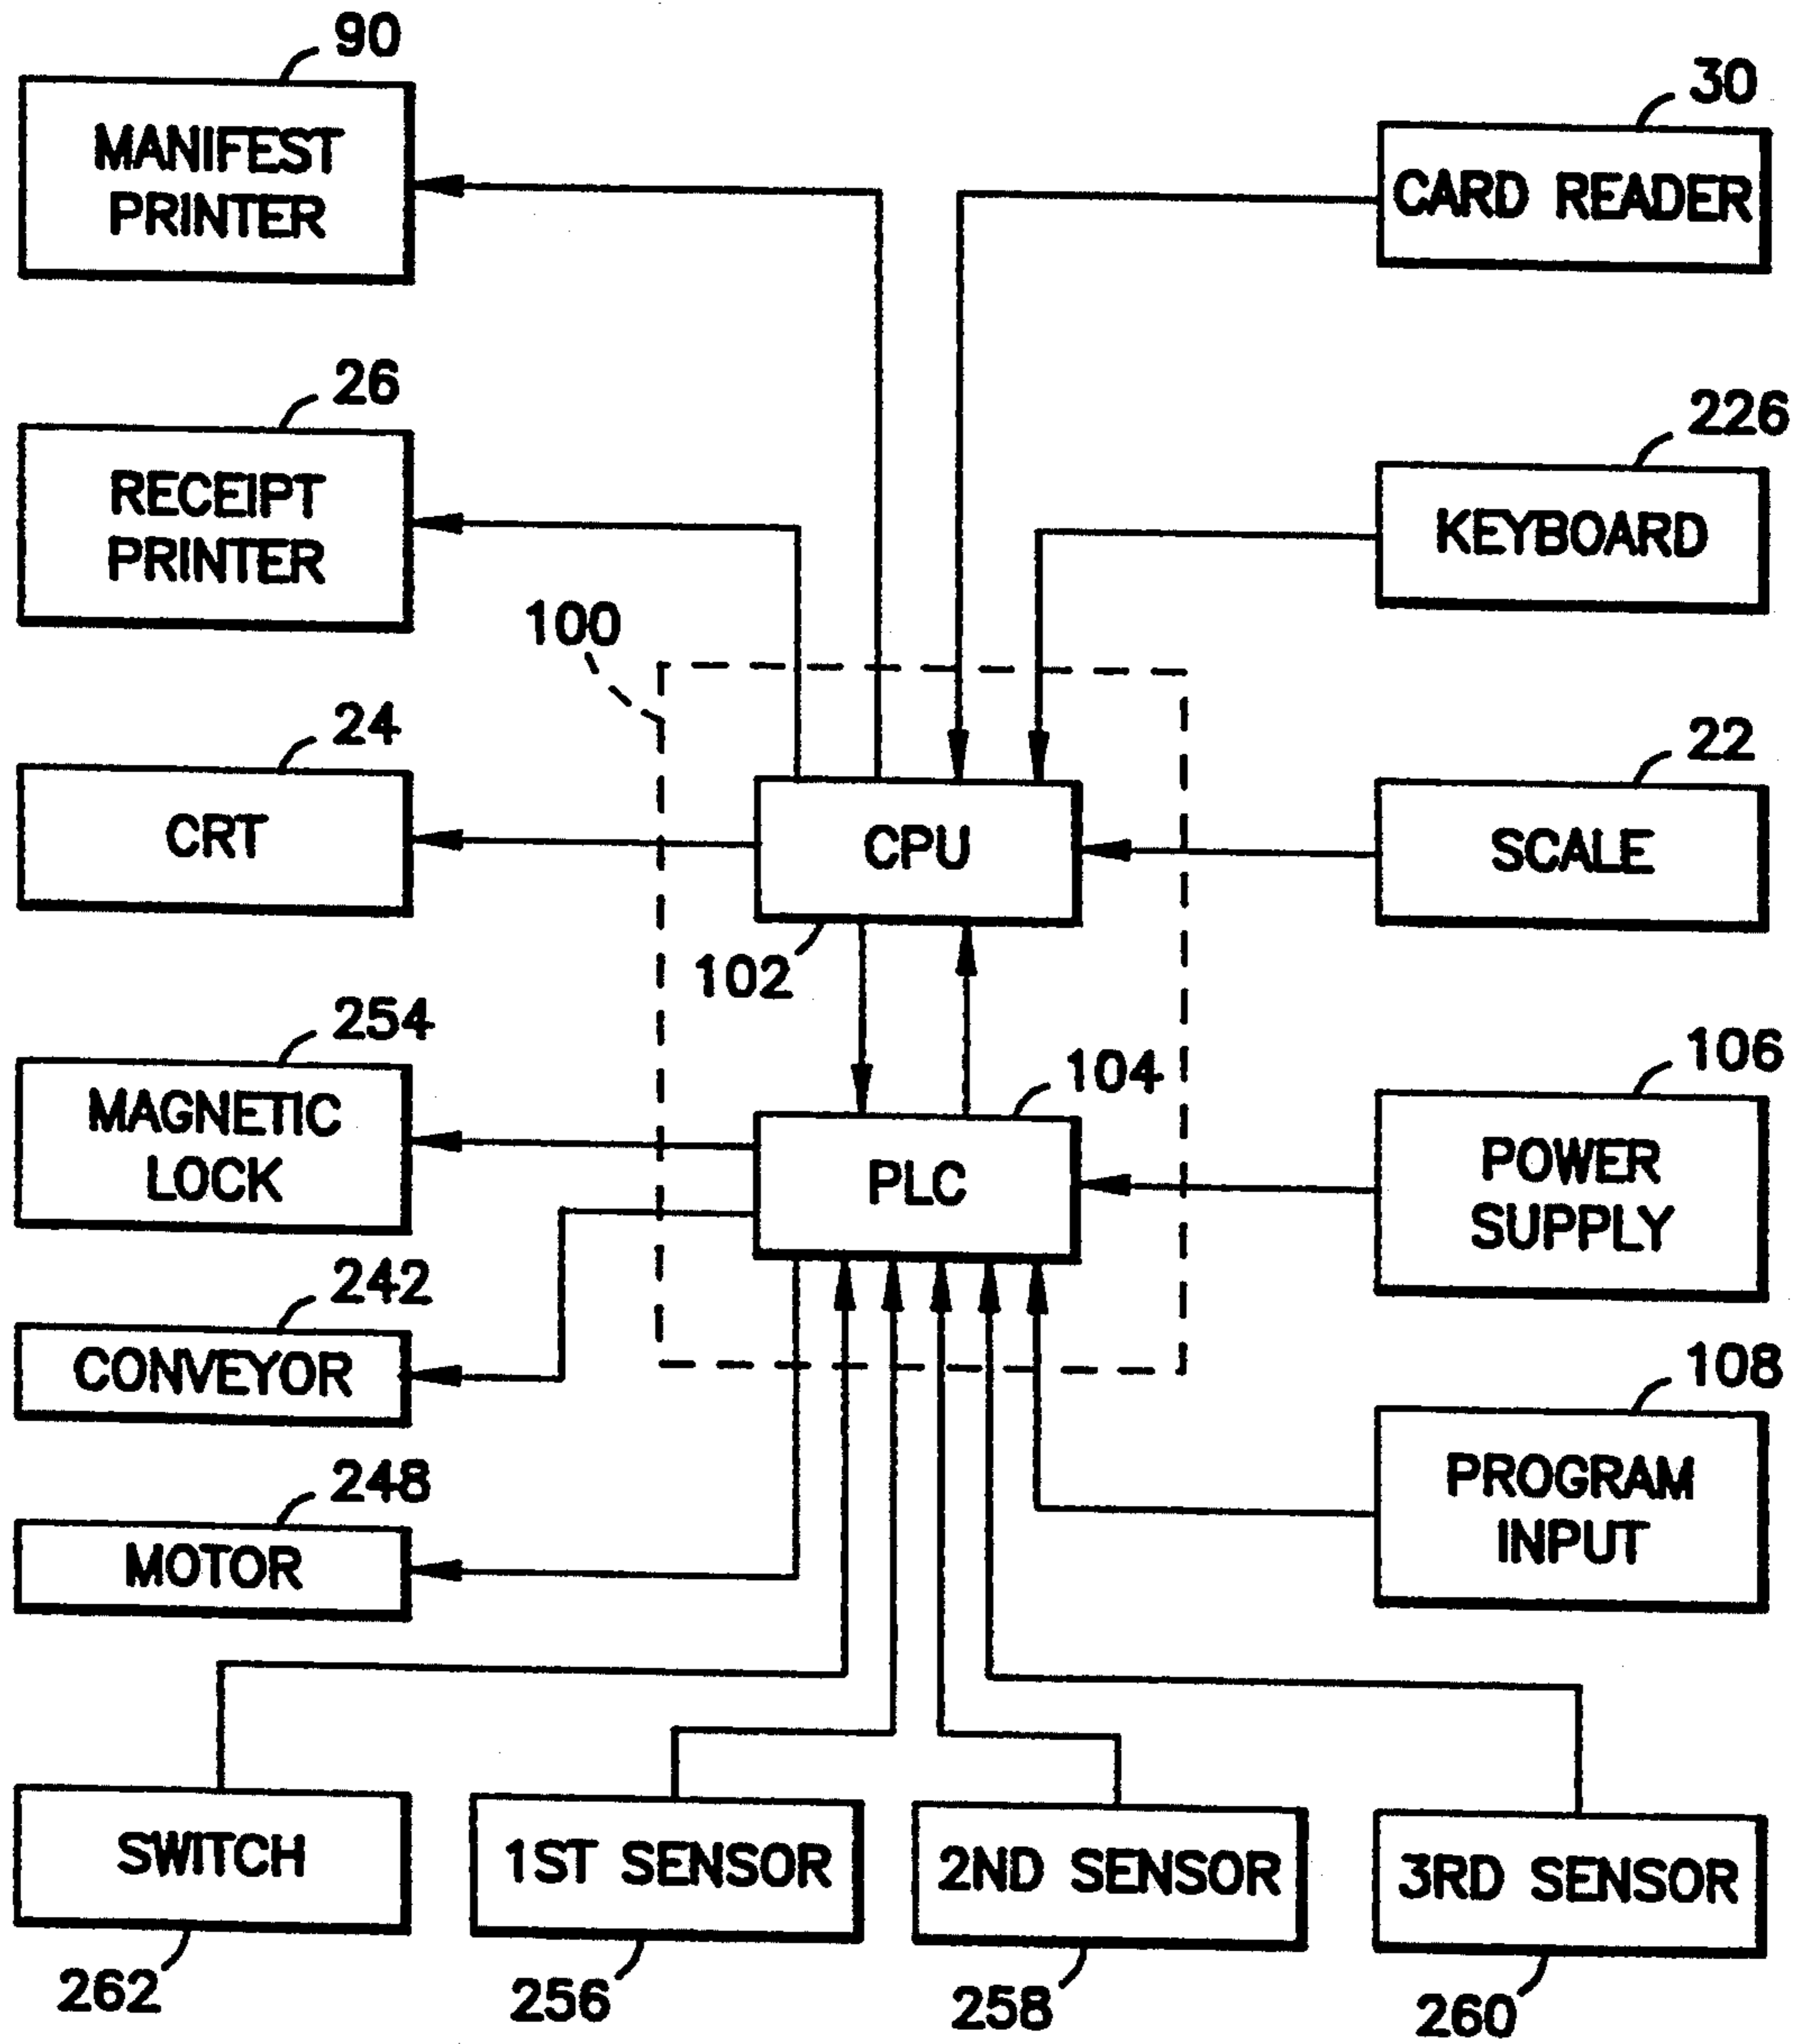 90
MANIFEST
PRINTER
30
CARD READER
26
RECEIPT
PRINTER
226
KEYBOARD
100
24
CRT
CPU
22
SCALE
102
254
MAGNETIC
LOCK
104
PLC
106
POWER
SUPPLY
242
CONVEYOR
108
PROGRAM
INPUT
248
MOTOR
SWITCH
1ST SENSOR
2ND SENSOR
3RD SENSOR
262
256
258
260